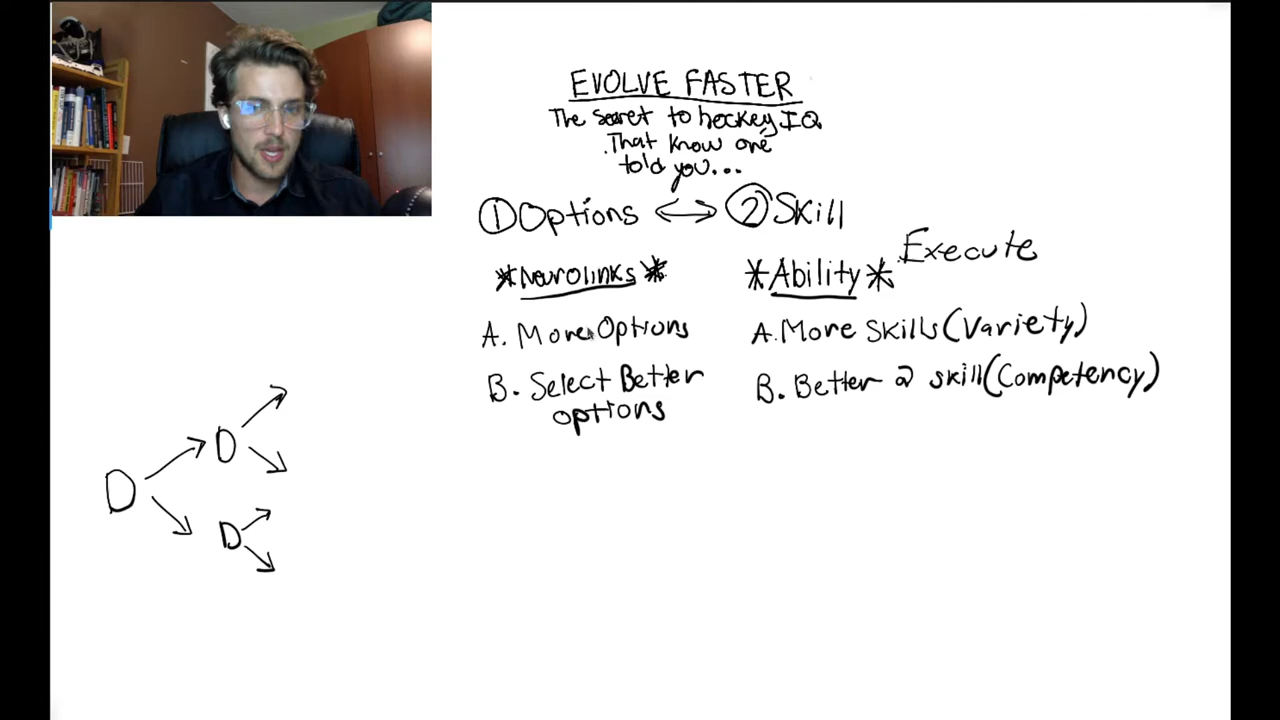 EVOLVE FASTER
The secret to hockey IQ
That know one
told you...
① Options ↔ ② Skill
*Narolinks* *Ability* Execute
A. More Options A. More Skills (Variety)
B. Select Better B. Better @ skill (Competency)
options
D
D
D